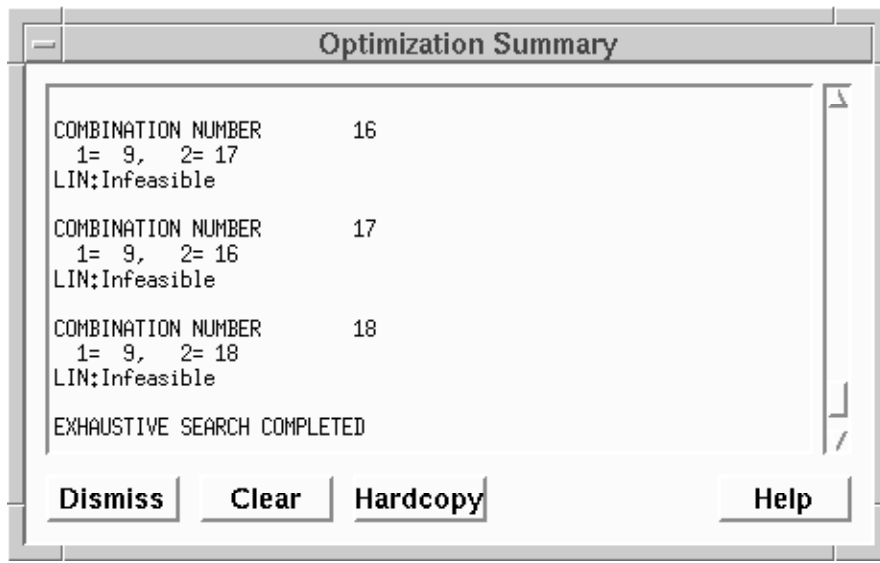 Optimization Summary
COMBINATION NUMBER 16
1= 9, 2= 17
LIN:Infeasible
COMBINATION NUMBER 17
1= 9, 2= 16
LIN:Infeasible
COMBINATION NUMBER 18
1= 9, 2= 18
LIN:Infeasible
EXHAUSTIVE SEARCH COMPLETED
Dismiss Clear Hardcopy Help